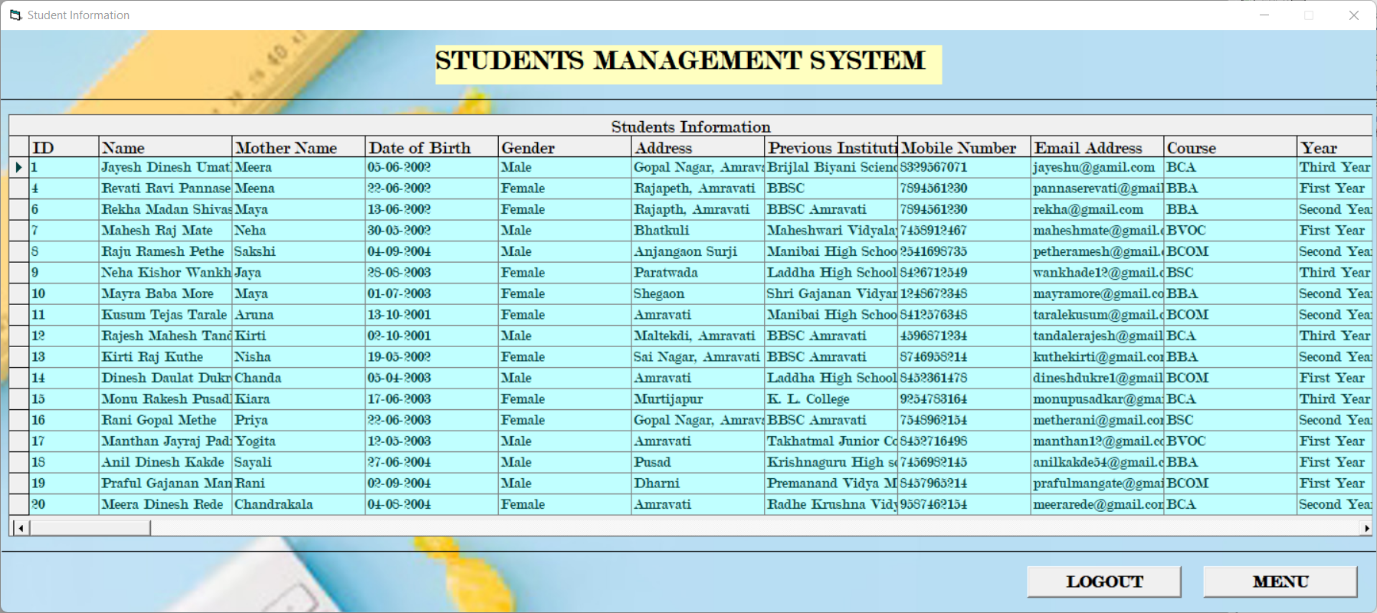 Student Information
STUDENTS MANAGEMENT SYSTEM
Students Information
ID Name Mother Name Date of Birth Gender Address Previous Instituti Mobile Number Email Address Course Year
1 Jayesh Dinesh Umat Meera 05-06-2002 Male Gopal Nagar, Amrav Brijlal Biyani Scienc 8329567071 jayeshu@gamil.com BCA Third Year
4 Revati Ravi Pannase Meena 22-06-2002 Female Rajapeth, Amravati BBSC 7894561230 pannaserevati@gmail BBA First Year
6 Rekha Madan Shivas Maya 13-06-2002 Female Rajapth, Amravati BBSC Amravati 7894561230 rekha@gmail.com BBA Second Yea
7 Mahesh Raj Mate Neha 30-05-2002 Male Bhatkuli Maheshwari Vidyala 7458912467 maheshmate@gmail.c BVOC First Year
8 Raju Ramesh Pethe Sakshi 04-09-2004 Male Anjangaon Surji Manibai High Schoo 2541698735 petheramesh@gmail.c BCOM Second Yea
9 Neha Kishor Wankh Jaya 28-08-2003 Female Paratwada Laddha High School 8426712549 wankhade12@gmail.c BSC Third Year
10 Mayra Baba More Maya 01-07-2003 Female Shegaon Shri Gajanan Vidyar 1248672348 mayramore@gmail.co BBA Second Yea
11 Kusum Tejas Tarale Aruna 13-10-2001 Female Amravati Manibai High Schoo 8412576348 taralekusum@gmail.co BCOM Second Yea
12 Rajesh Mahesh Tand Kirti 02-10-2001 Male Maltekdi, Amravati BBSC Amravati 4596871234 tandalerajesh@gmail BCA Third Year
13 Kirti Raj Kuthe Nisha 19-05-2002 Female Sai Nagar, Amravati BBSC Amravati 8746958214 kuthekirti@gmail.con BBA Second Yea
14 Dinesh Daulat Dukr Chanda 05-04-2003 Male Amravati Laddha High School 8452361478 dineshdukre1@gmail BCOM First Year
15 Monu Rakesh Pusad Kiara 17-06-2003 Male Murtijapur K. L. College 9254783164 monupusadkar@gmai BCA Third Year
16 Rani Gopal Methe Priya 22-06-2003 Female Gopal Nagar, Amrav BBSC Amravati 7548962154 metherani@gmail.com BSC Second Yea
17 Manthan Jayraj Padi Yogita 12-05-2003 Male Amravati Takhatmal Junior Co 8452716498 manthan12@gmail.co BVOC First Year
18 Anil Dinesh Kakde Sayali 27-06-2004 Male Pusad Krishnaguru High s 7456982145 anilkakde54@gmail.c BBA First Year
19 Praful Gajanan Man Rani 02-09-2004 Male Dharni Premanand Vidya M 8457965214 prafulmangate@gmai BCOM First Year
20 Meera Dinesh Rede Chandrakala 04-08-2004 Female Amravati Radhe Krushna Vidy 9587462154 meerarede@gmail.con BCA Second Yea
LOGOUT MENU